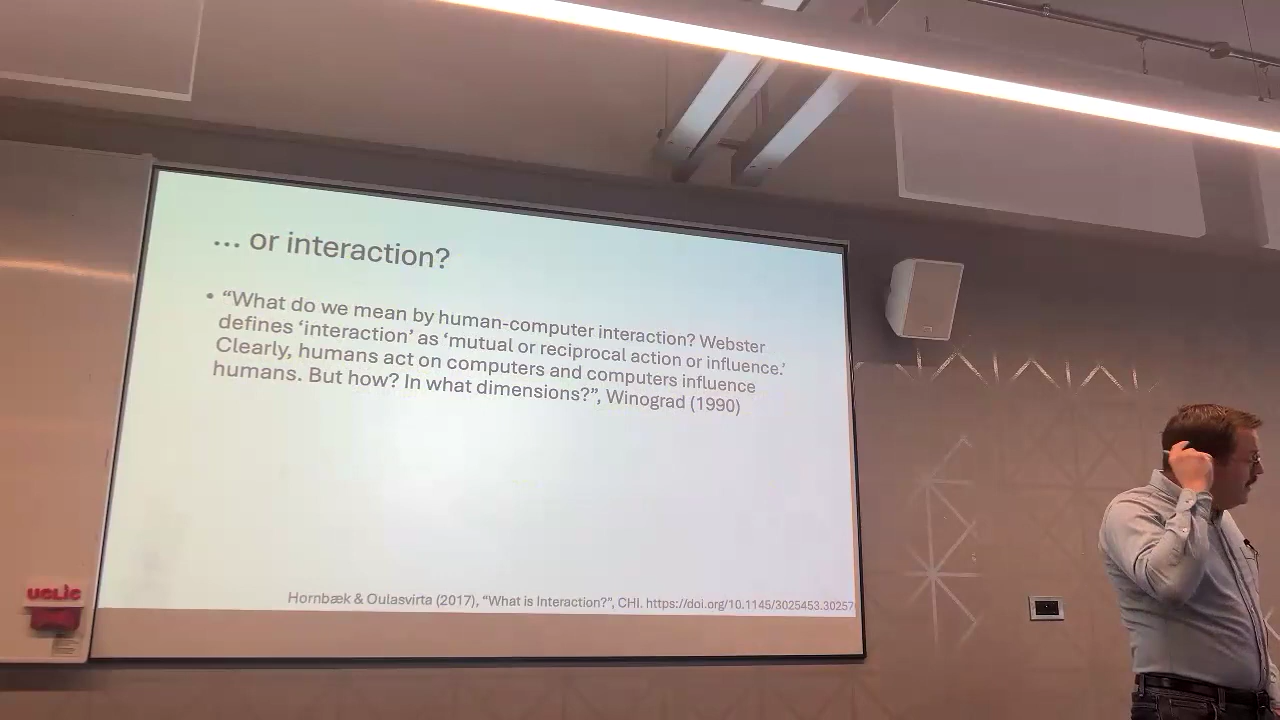 ... or interaction?
• “What do we mean by human-computer interaction? Webster
defines ‘interaction’ as ‘mutual or reciprocal action or influence.’
Clearly, humans act on computers and computers influence
humans. But how? In what dimensions?”, Winograd (1990)
Hornbæk & Oulasvirta (2017), “What is Interaction?”, CHI. https://doi.org/10.1145/3025453.30257
uclic